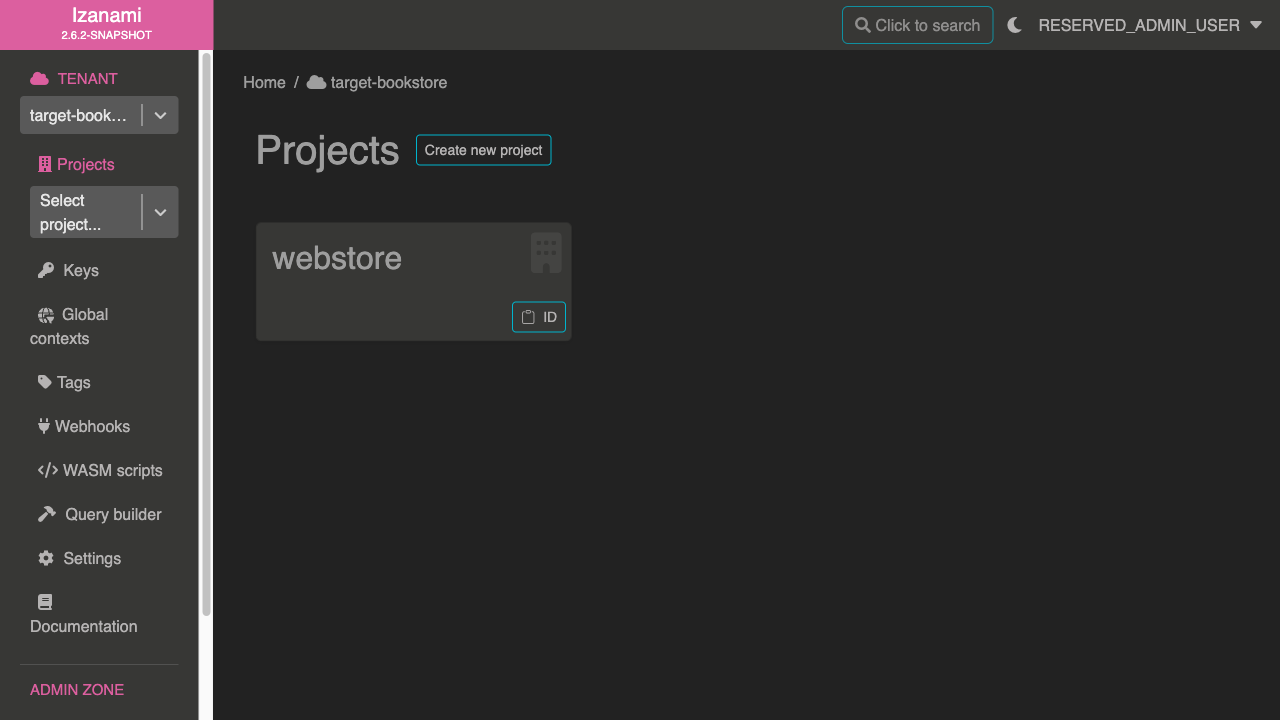 Izanami
2.6.2-SNAPSHOT
Click to search
RESERVED_ADMIN_USER
TENANT
target-book...
Projects
Select
project...
Keys
Global
contexts
Tags
Webhooks
WASM scripts
Query builder
Settings
Documentation
ADMIN ZONE
Home / target-bookstore
Projects
Create new project
webstore
ID